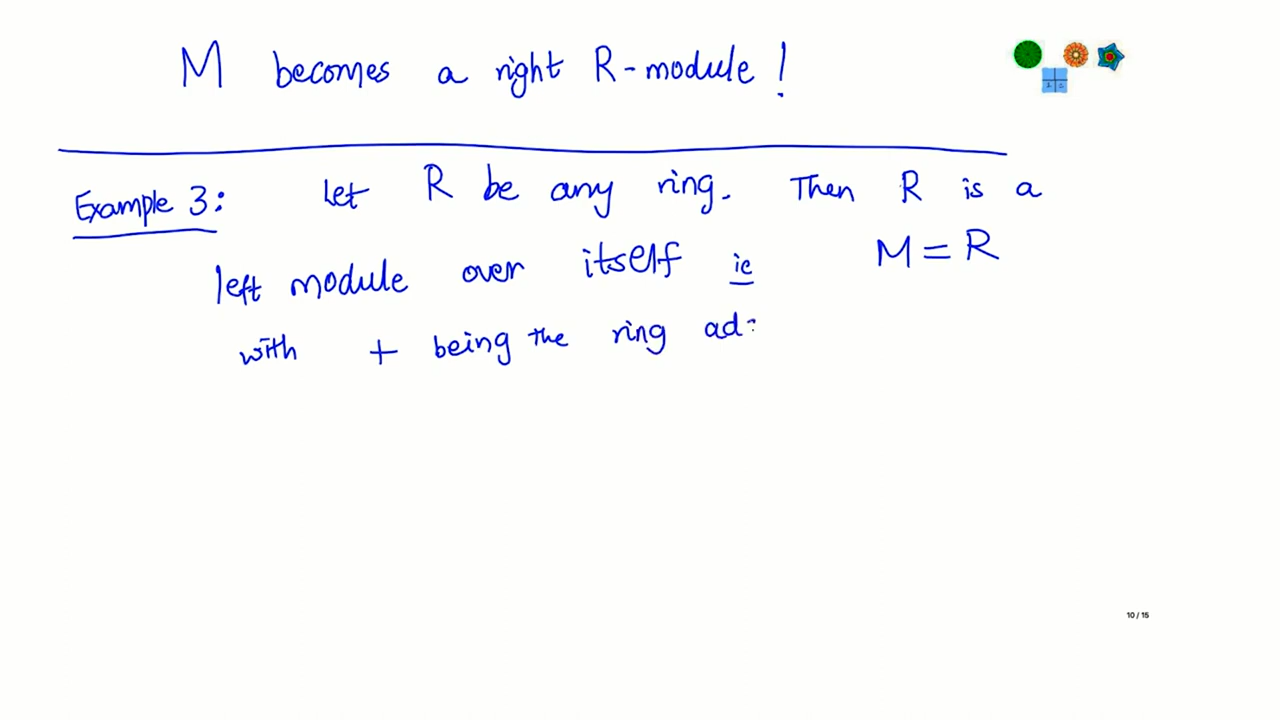 M becomes a right R-module!
Example 3: let R be any ring. Then R is a
left module over itself ie M = R
with + being the ring ad
10 / 15